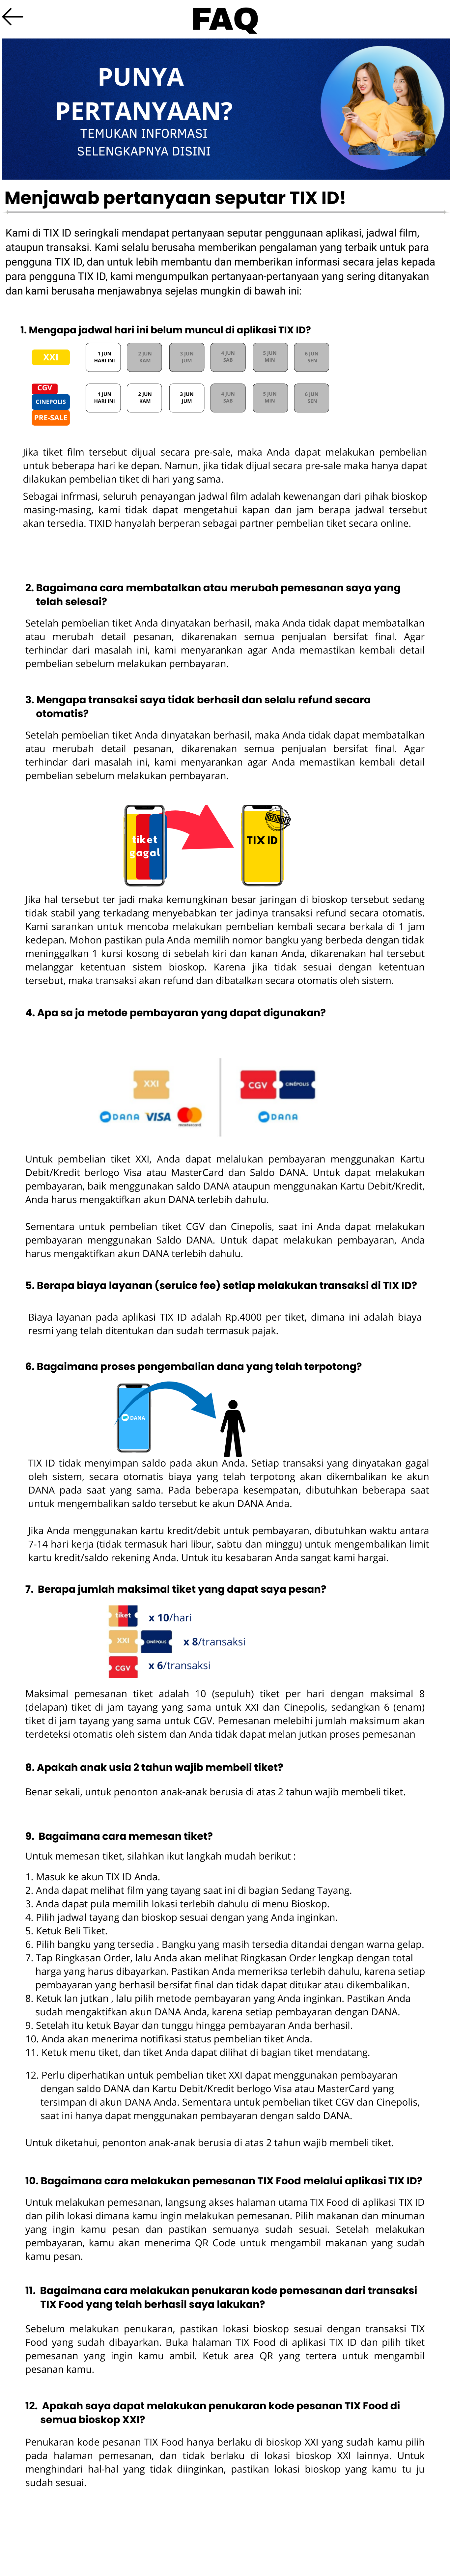 FAQ
PUNYA
PERTANYAAN?
TEMUKAN INFORMASI
SELENGKAPNYA DISINI
Menjawab pertanyaan seputar TIX ID!
Kami di TIX ID seringkali mendapat pertanyaan seputar penggunaan aplikasi, jadwal film,
ataupun transaksi. Kami selalu berusaha memberikan pengalaman yang terbaik untuk para
pengguna TIX ID, dan untuk lebih membantu dan memberikan informasi secara jelas kepada
para pengguna TIX ID, kami mengumpulkan pertanyaan-pertanyaan yang sering ditanyakan
dan kami berusaha menjawabnya sejelas mungkin di bawah ini:
1. Mengapa jadwal hari ini belum muncul di aplikasi TIX ID?
XXI
1 JUN HARI INI
2 JUN KAM
3 JUN JUM
4 JUN SAB
5 JUN MIN
6 JUN SEN
CGV
CINEPOLIS
PRE-SALE
1 JUN HARI INI
2 JUN KAM
3 JUN JUM
4 JUN SAB
5 JUN MIN
6 JUN SEN
Jika tiket film tersebut dijual secara pre-sale, maka Anda dapat melakukan pembelian
untuk beberapa hari ke depan. Namun, jika tidak dijual secara pre-sale maka hanya dapat
dilakukan pembelian tiket di hari yang sama.
Sebagai infrmasi, seluruh penayangan jadwal film adalah kewenangan dari pihak bioskop
masing-masing, kami tidak dapat mengetahui kapan dan jam berapa jadwal tersebut
akan tersedia. TIXID hanyalah berperan sebagai partner pembelian tiket secara online.
2. Bagaimana cara membatalkan atau merubah pemesanan saya yang
telah selesai?
Setelah pembelian tiket Anda dinyatakan berhasil, maka Anda tidak dapat membatalkan
atau merubah detail pesanan, dikarenakan semua penjualan bersifat final. Agar
terhindar dari masalah ini, kami menyarankan agar Anda memastikan kembali detail
pembelian sebelum melakukan pembayaran.
3. Mengapa transaksi saya tidak berhasil dan selalu refund secara
otomatis?
Setelah pembelian tiket Anda dinyatakan berhasil, maka Anda tidak dapat membatalkan
atau merubah detail pesanan, dikarenakan semua penjualan bersifat final. Agar
terhindar dari masalah ini, kami menyarankan agar Anda memastikan kembali detail
pembelian sebelum melakukan pembayaran.
tiket
gagal
REFUNDED
TIX ID
Jika hal tersebut ter jadi maka kemungkinan besar jaringan di bioskop tersebut sedang
tidak stabil yang terkadang menyebabkan ter jadinya transaksi refund secara otomatis.
Kami sarankan untuk mencoba melakukan pembelian kembali secara berkala di 1 jam
kedepan. Mohon pastikan pula Anda memilih nomor bangku yang berbeda dengan tidak
meninggalkan 1 kursi kosong di sebelah kiri dan kanan Anda, dikarenakan hal tersebut
melanggar ketentuan sistem bioskop. Karena jika tidak sesuai dengan ketentuan
tersebut, maka transaksi akan refund dan dibatalkan secara otomatis oleh sistem.
4. Apa sa ja metode pembayaran yang dapat digunakan?
XXI
CGV
CINÉPOLIS
DANA VISA mastercard
DANA
Untuk pembelian tiket XXI, Anda dapat melalukan pembayaran menggunakan Kartu
Debit/Kredit berlogo Visa atau MasterCard dan Saldo DANA. Untuk dapat melakukan
pembayaran, baik menggunakan saldo DANA ataupun menggunakan Kartu Debit/Kredit,
Anda harus mengaktifkan akun DANA terlebih dahulu.
Sementara untuk pembelian tiket CGV dan Cinepolis, saat ini Anda dapat melakukan
pembayaran menggunakan Saldo DANA. Untuk dapat melakukan pembayaran, Anda
harus mengaktifkan akun DANA terlebih dahulu.
5. Berapa biaya layanan (seruice fee) setiap melakukan transaksi di TIX ID?
Biaya layanan pada aplikasi TIX ID adalah Rp.4000 per tiket, dimana ini adalah biaya
resmi yang telah ditentukan dan sudah termasuk pajak.
6. Bagaimana proses pengembalian dana yang telah terpotong?
DANA
TIX ID tidak menyimpan saldo pada akun Anda. Setiap transaksi yang dinyatakan gagal
oleh sistem, secara otomatis biaya yang telah terpotong akan dikembalikan ke akun
DANA pada saat yang sama. Pada beberapa kesempatan, dibutuhkan beberapa saat
untuk mengembalikan saldo tersebut ke akun DANA Anda.
Jika Anda menggunakan kartu kredit/debit untuk pembayaran, dibutuhkan waktu antara
7-14 hari kerja (tidak termasuk hari libur, sabtu dan minggu) untuk mengembalikan limit
kartu kredit/saldo rekening Anda. Untuk itu kesabaran Anda sangat kami hargai.
7. Berapa jumlah maksimal tiket yang dapat saya pesan?
tiket x 10/hari
XXI CINÉPOLIS x 8/transaksi
CGV x 6/transaksi
Maksimal pemesanan tiket adalah 10 (sepuluh) tiket per hari dengan maksimal 8
(delapan) tiket di jam tayang yang sama untuk XXI dan Cinepolis, sedangkan 6 (enam)
tiket di jam tayang yang sama untuk CGV. Pemesanan melebihi jumlah maksimum akan
terdeteksi otomatis oleh sistem dan Anda tidak dapat melan jutkan proses pemesanan
8. Apakah anak usia 2 tahun wajib membeli tiket?
Benar sekali, untuk penonton anak-anak berusia di atas 2 tahun wajib membeli tiket.
9. Bagaimana cara memesan tiket?
Untuk memesan tiket, silahkan ikut langkah mudah berikut :
1. Masuk ke akun TIX ID Anda.
2. Anda dapat melihat film yang tayang saat ini di bagian Sedang Tayang.
3. Anda dapat pula memilih lokasi terlebih dahulu di menu Bioskop.
4. Pilih jadwal tayang dan bioskop sesuai dengan yang Anda inginkan.
5. Ketuk Beli Tiket.
6. Pilih bangku yang tersedia . Bangku yang masih tersedia ditandai dengan warna gelap.
7. Tap Ringkasan Order, lalu Anda akan melihat Ringkasan Order lengkap dengan total
harga yang harus dibayarkan. Pastikan Anda memeriksa terlebih dahulu, karena setiap
pembayaran yang berhasil bersifat final dan tidak dapat ditukar atau dikembalikan.
8. Ketuk lan jutkan , lalu pilih metode pembayaran yang Anda inginkan. Pastikan Anda
sudah mengaktifkan akun DANA Anda, karena setiap pembayaran dengan DANA.
9. Setelah itu ketuk Bayar dan tunggu hingga pembayaran Anda berhasil.
10. Anda akan menerima notifikasi status pembelian tiket Anda.
11. Ketuk menu tiket, dan tiket Anda dapat dilihat di bagian tiket mendatang.
12. Perlu diperhatikan untuk pembelian tiket XXI dapat menggunakan pembayaran
dengan saldo DANA dan Kartu Debit/Kredit berlogo Visa atau MasterCard yang
tersimpan di akun DANA Anda. Sementara untuk pembelian tiket CGV dan Cinepolis,
saat ini hanya dapat menggunakan pembayaran dengan saldo DANA.
Untuk diketahui, penonton anak-anak berusia di atas 2 tahun wajib membeli tiket.
10. Bagaimana cara melakukan pemesanan TIX Food melalui aplikasi TIX ID?
Untuk melakukan pemesanan, langsung akses halaman utama TIX Food di aplikasi TIX ID
dan pilih lokasi dimana kamu ingin melakukan pemesanan. Pilih makanan dan minuman
yang ingin kamu pesan dan pastikan semuanya sudah sesuai. Setelah melakukan
pembayaran, kamu akan menerima QR Code untuk mengambil makanan yang sudah
kamu pesan.
11. Bagaimana cara melakukan penukaran kode pemesanan dari transaksi
TIX Food yang telah berhasil saya lakukan?
Sebelum melakukan penukaran, pastikan lokasi bioskop sesuai dengan transaksi TIX
Food yang sudah dibayarkan. Buka halaman TIX Food di aplikasi TIX ID dan pilih tiket
pemesanan yang ingin kamu ambil. Ketuk area QR yang tertera untuk mengambil
pesanan kamu.
12. Apakah saya dapat melakukan penukaran kode pesanan TIX Food di
semua bioskop XXI?
Penukaran kode pesanan TIX Food hanya berlaku di bioskop XXI yang sudah kamu pilih
pada halaman pemesanan, dan tidak berlaku di lokasi bioskop XXI lainnya. Untuk
menghindari hal-hal yang tidak diinginkan, pastikan lokasi bioskop yang kamu tu ju
sudah sesuai.